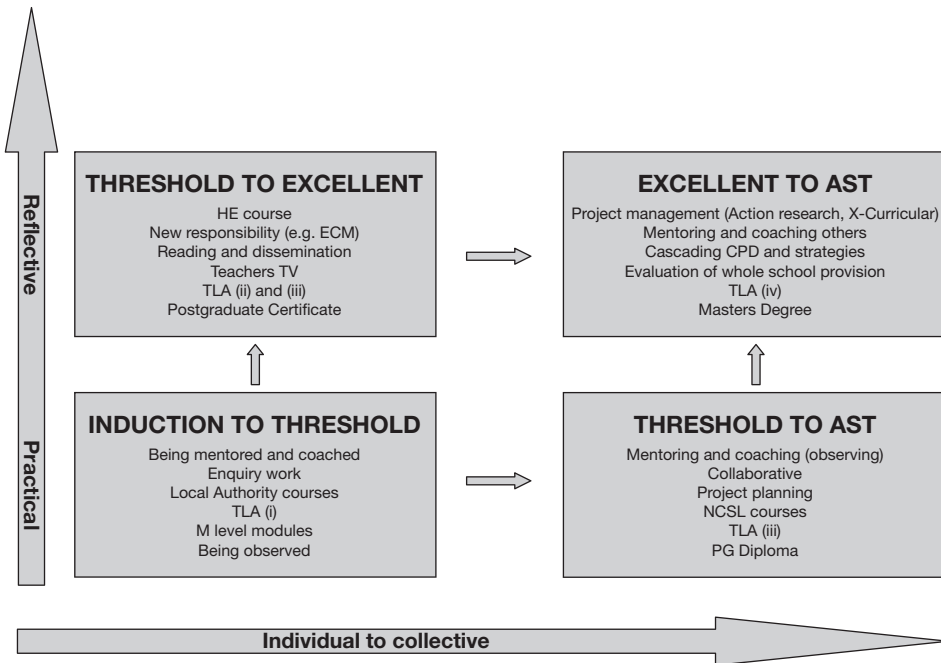 Reflective
Practical
THRESHOLD TO EXCELLENT
HE course
New responsibility (e.g. ECM)
Reading and dissemination
Teachers TV
TLA (ii) and (iii)
Postgraduate Certificate
EXCELLENT TO AST
Project management (Action research, X-Curricular)
Mentoring and coaching others
Cascading CPD and strategies
Evaluation of whole school provision
TLA (iv)
Masters Degree
INDUCTION TO THRESHOLD
Being mentored and coached
Enquiry work
Local Authority courses
TLA (i)
M level modules
Being observed
THRESHOLD TO AST
Mentoring and coaching (observing)
Collaborative
Project planning
NCSL courses
TLA (iii)
PG Diploma
Individual to collective